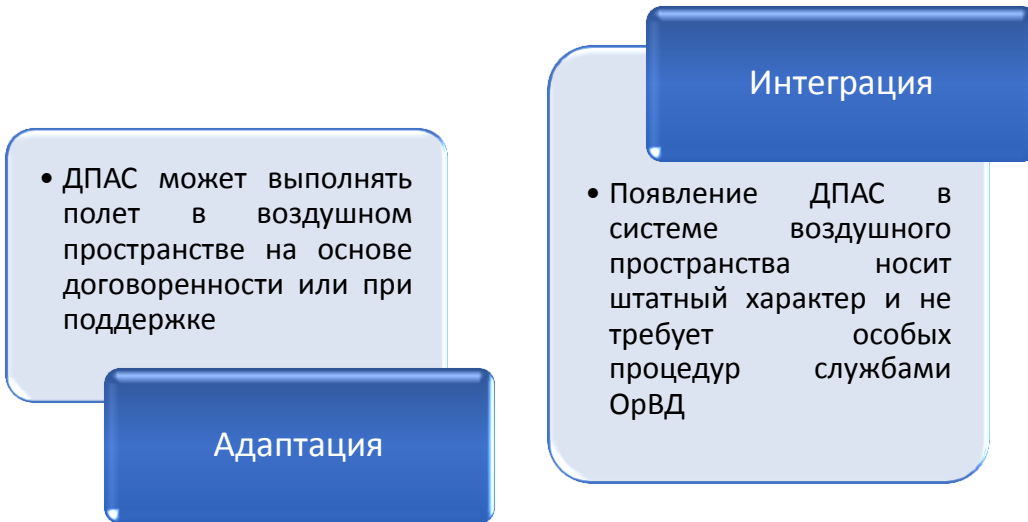 • ДПАС может выполнять
полет в воздушном
пространстве на основе
договоренности или при
поддержке
Адаптация
Интеграция
• Появление ДПАС в
системе воздушного
пространства носит
штатный характер и не
требует особых
процедур службами
ОрВД